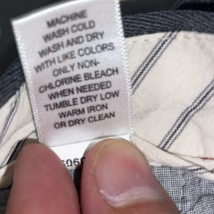 MACHINE
WASH COLD
WASH AND DRY
WITH LIKE COLORS
ONLY NON-
CHLORINE BLEACH
WHEN NEEDED
TUMBLE DRY LOW
WARM IRON
OR DRY CLEAN